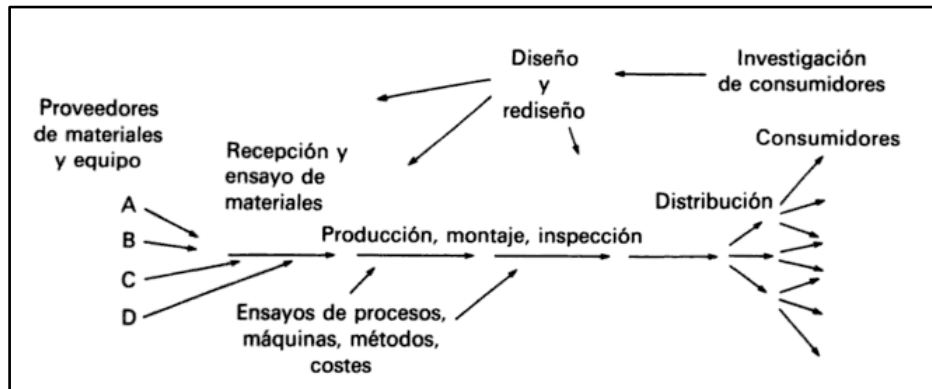 Diseño
y
rediseño
Investigación
de consumidores
Proveedores
de materiales
y equipo
Consumidores
Recepción y
ensayo de
materiales
Distribución
A
B
C
D
Producción, montaje, inspección
Ensayos de procesos,
máquinas, métodos,
costes